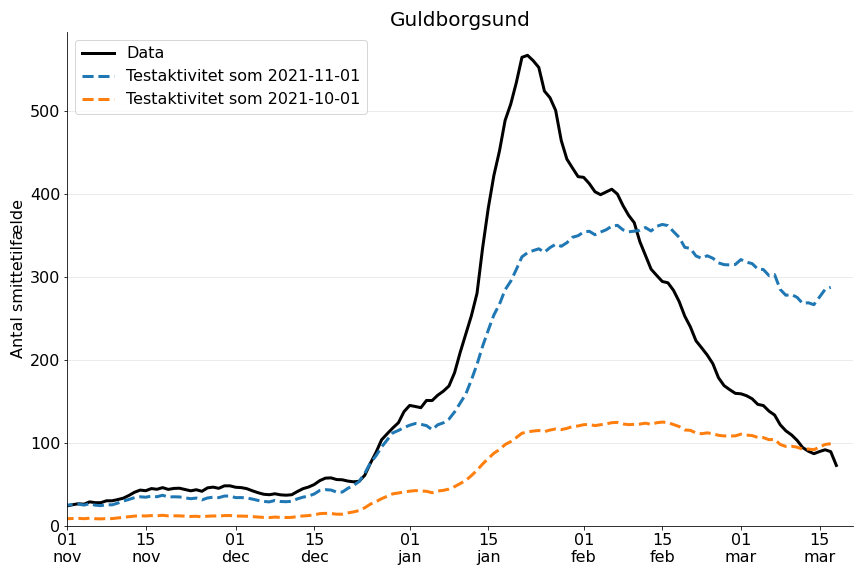 Guldborgsund
Data
Testaktivitet som 2021-11-01
Testaktivitet som 2021-10-01
Antal smittetilfælde
500
400
300
200
100
0
01 15 01 15 01 15 01 15 01 15
nov nov dec dec jan jan feb feb mar mar